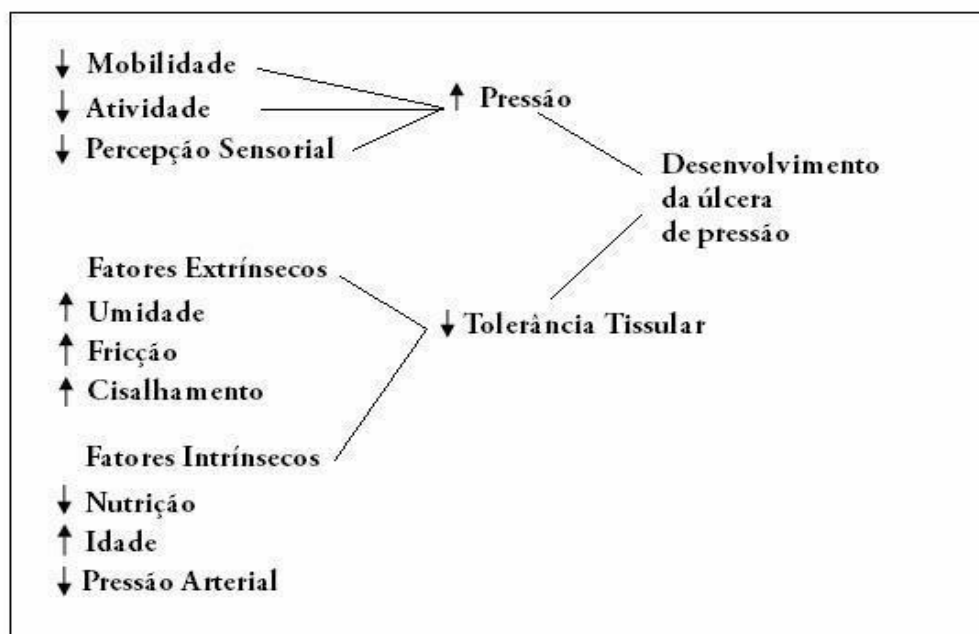 ↓ Mobilidade
↓ Atividade
↓ Percepção Sensorial
↑ Pressão
Desenvolvimento
da úlcera
de pressão
Fatores Extrínsecos
↑ Umidade
↑ Fricção
↑ Cisalhamento
↓ Tolerância Tissular
Fatores Intrínsecos
↓ Nutrição
↑ Idade
↓ Pressão Arterial